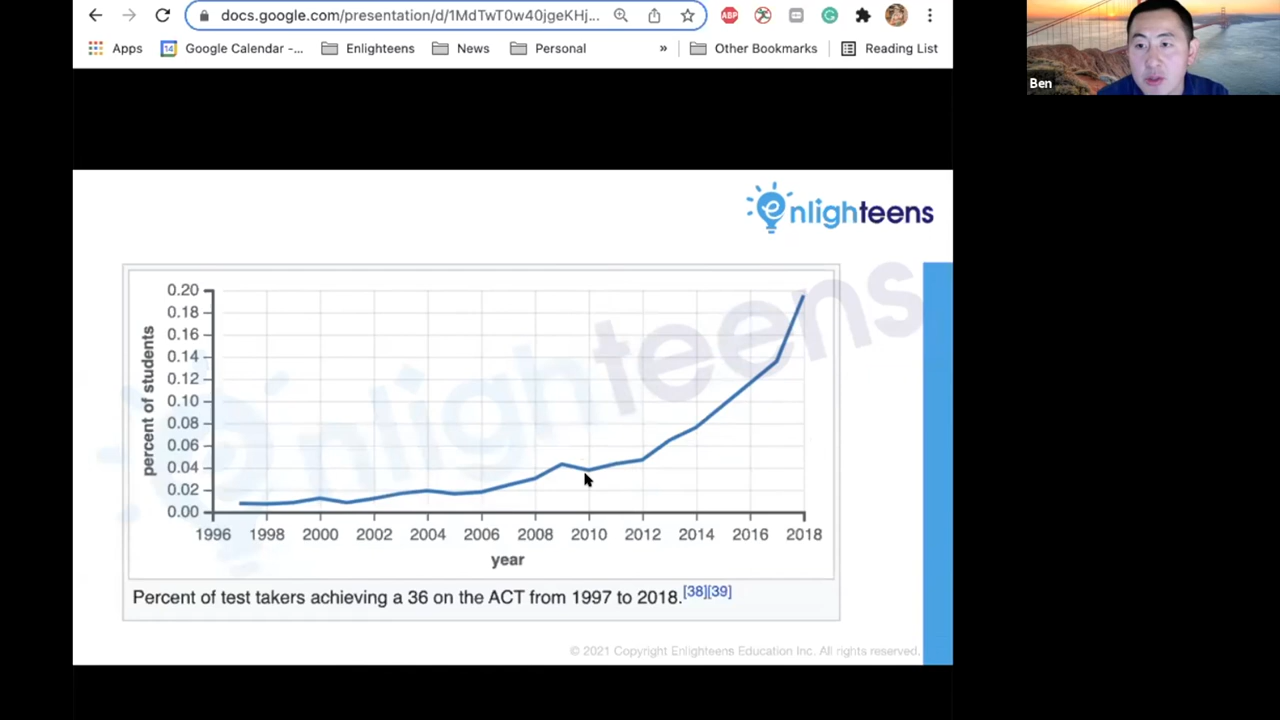 docs.google.com/presentation/d/1MdTwT0w40jgeKHj...
ABP
Apps
14
Google Calendar -...
Enlighteens
News
Personal
»
Other Bookmarks
Reading List
Ben
enlighteens
enlighteens
percent of students
0.20
0.18
0.16
0.14
0.12
0.10
0.08
0.06
0.04
0.02
0.00
1996 1998 2000 2002 2004 2006 2008 2010 2012 2014 2016 2018
year
Percent of test takers achieving a 36 on the ACT from 1997 to 2018.[38][39]
© 2021 Copyright Enlighteens Education Inc. All rights reserved.